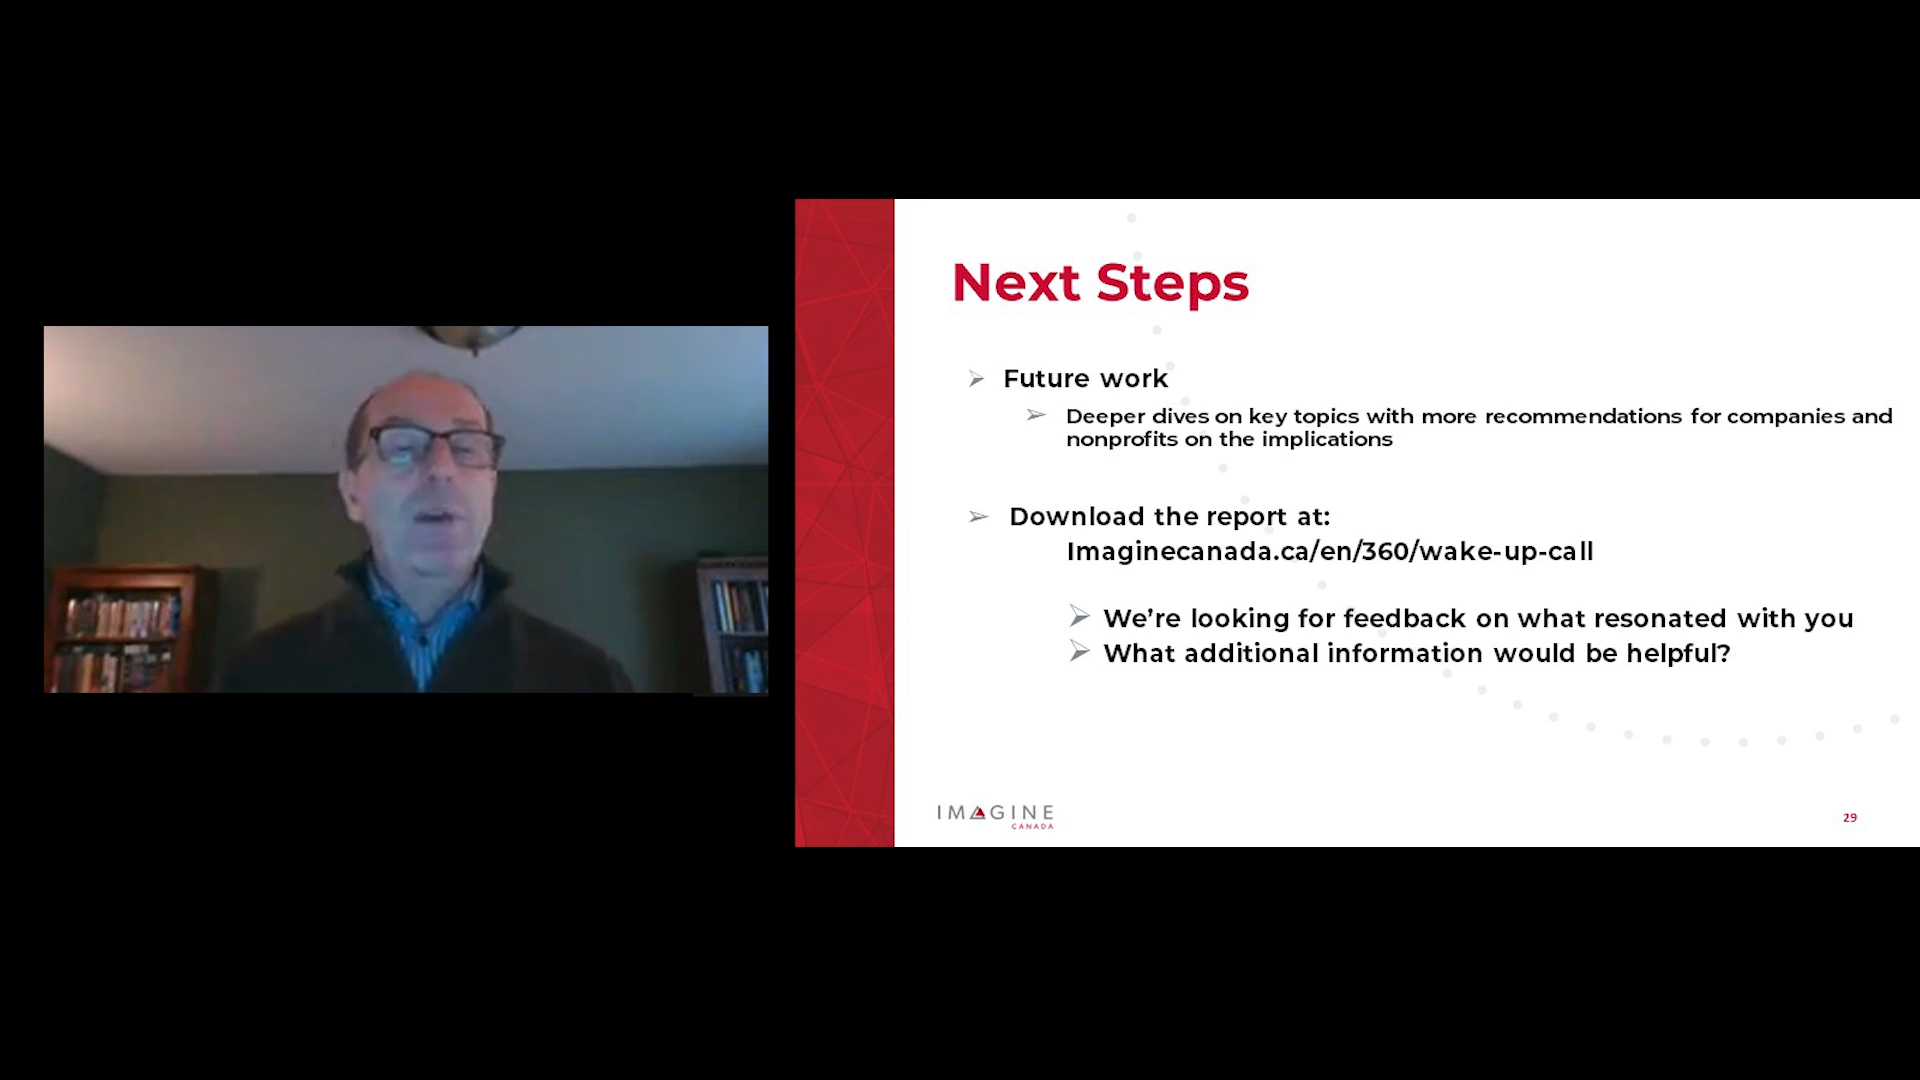 Next Steps
Future work
Deeper dives on key topics with more recommendations for companies and
nonprofits on the implications
Download the report at:
Imaginecanada.ca/en/360/wake-up-call
We’re looking for feedback on what resonated with you
What additional information would be helpful?
IMAGINE
CANADA
29